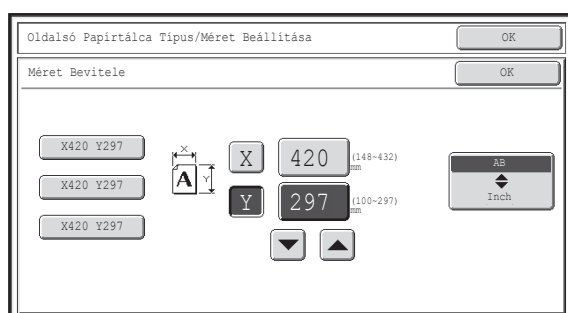 Oldalsó Papírtálca Típus/Méret Beállítása OK
Méret Bevitele OK
X420 Y297
X420 Y297
X420 Y297
X
A Y
X 420 (148~432)
mm
Y 297 (100~297)
mm
AB
Inch